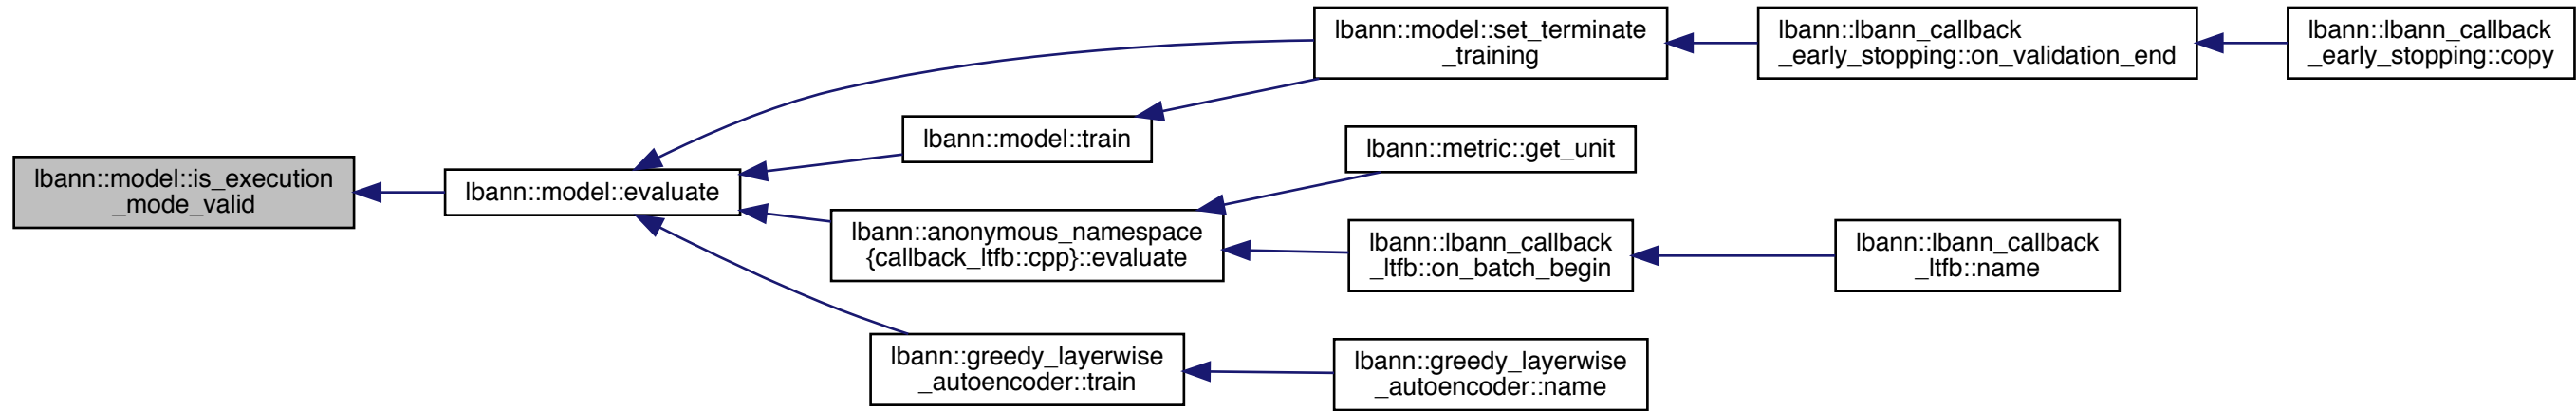 lbann::model::is_execution
_mode_valid
lbann::model::evaluate
lbann::model::set_terminate
_training
lbann::lbann_callback
_early_stopping::on_validation_end
lbann::lbann_callback
_early_stopping::copy
lbann::model::train
lbann::anonymous_namespace
{callback_ltfb::cpp}::evaluate
lbann::metric::get_unit
lbann::lbann_callback
_ltfb::on_batch_begin
lbann::lbann_callback
_ltfb::name
lbann::greedy_layerwise
_autoencoder::train
lbann::greedy_layerwise
_autoencoder::name